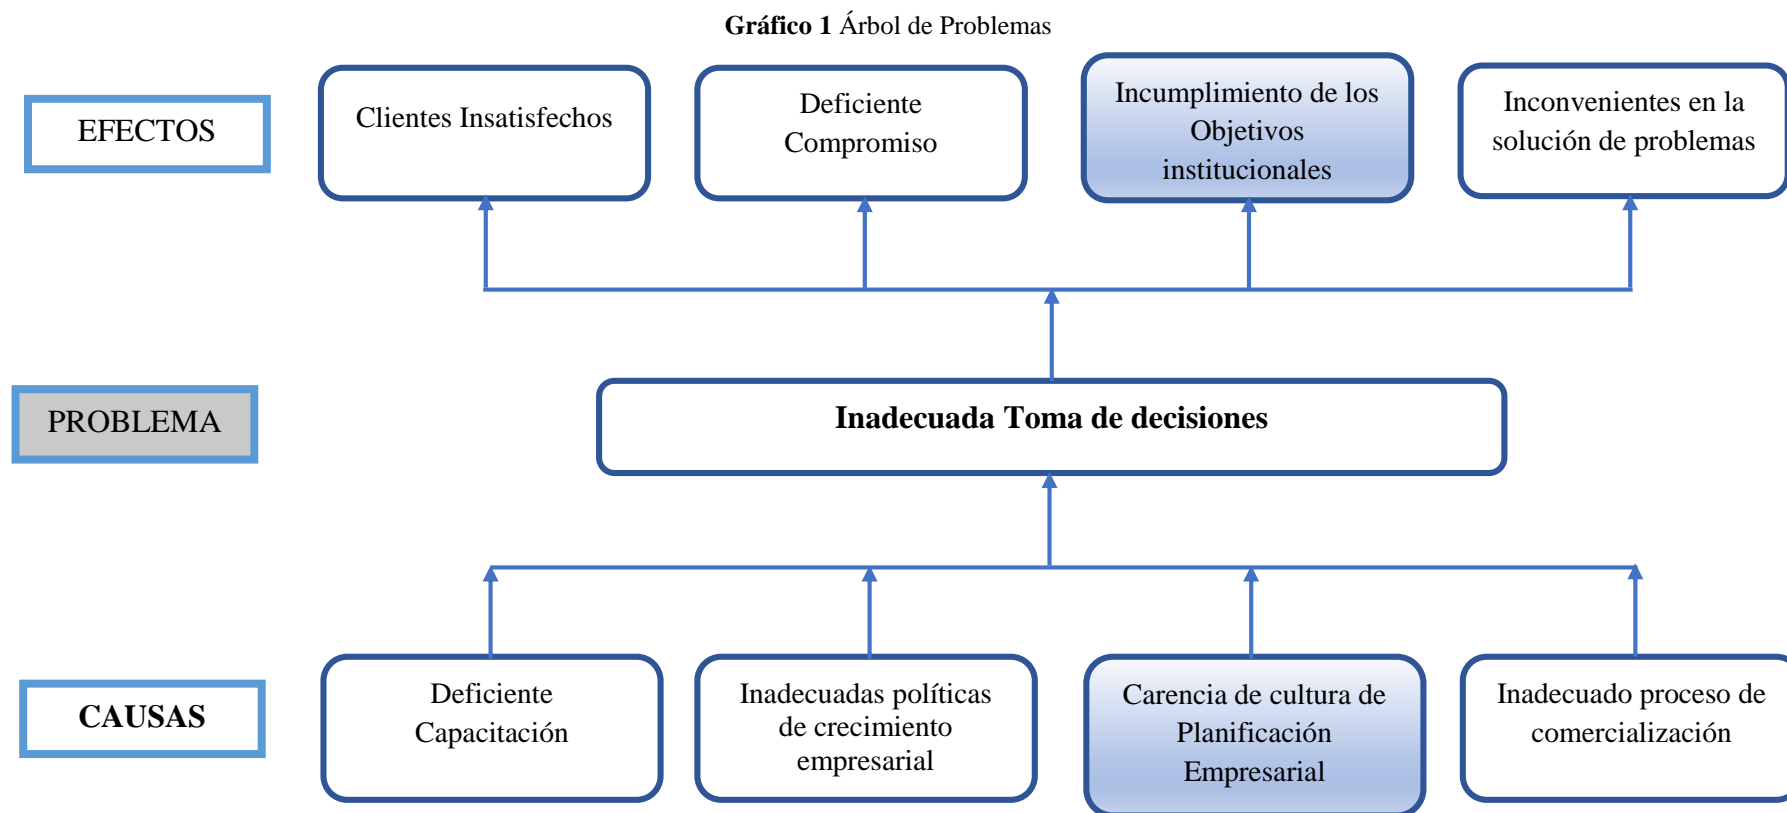 Gráfico 1 Árbol de Problemas
EFECTOS
Clientes Insatisfechos
Deficiente
Compromiso
Incumplimiento de los
Objetivos
institucionales
Inconvenientes en la
solución de problemas
PROBLEMA
Inadecuada Toma de decisiones
CAUSAS
Deficiente
Capacitación
Inadecuadas políticas
de crecimiento
empresarial
Carencia de cultura de
Planificación
Empresarial
Inadecuado proceso de
comercialización